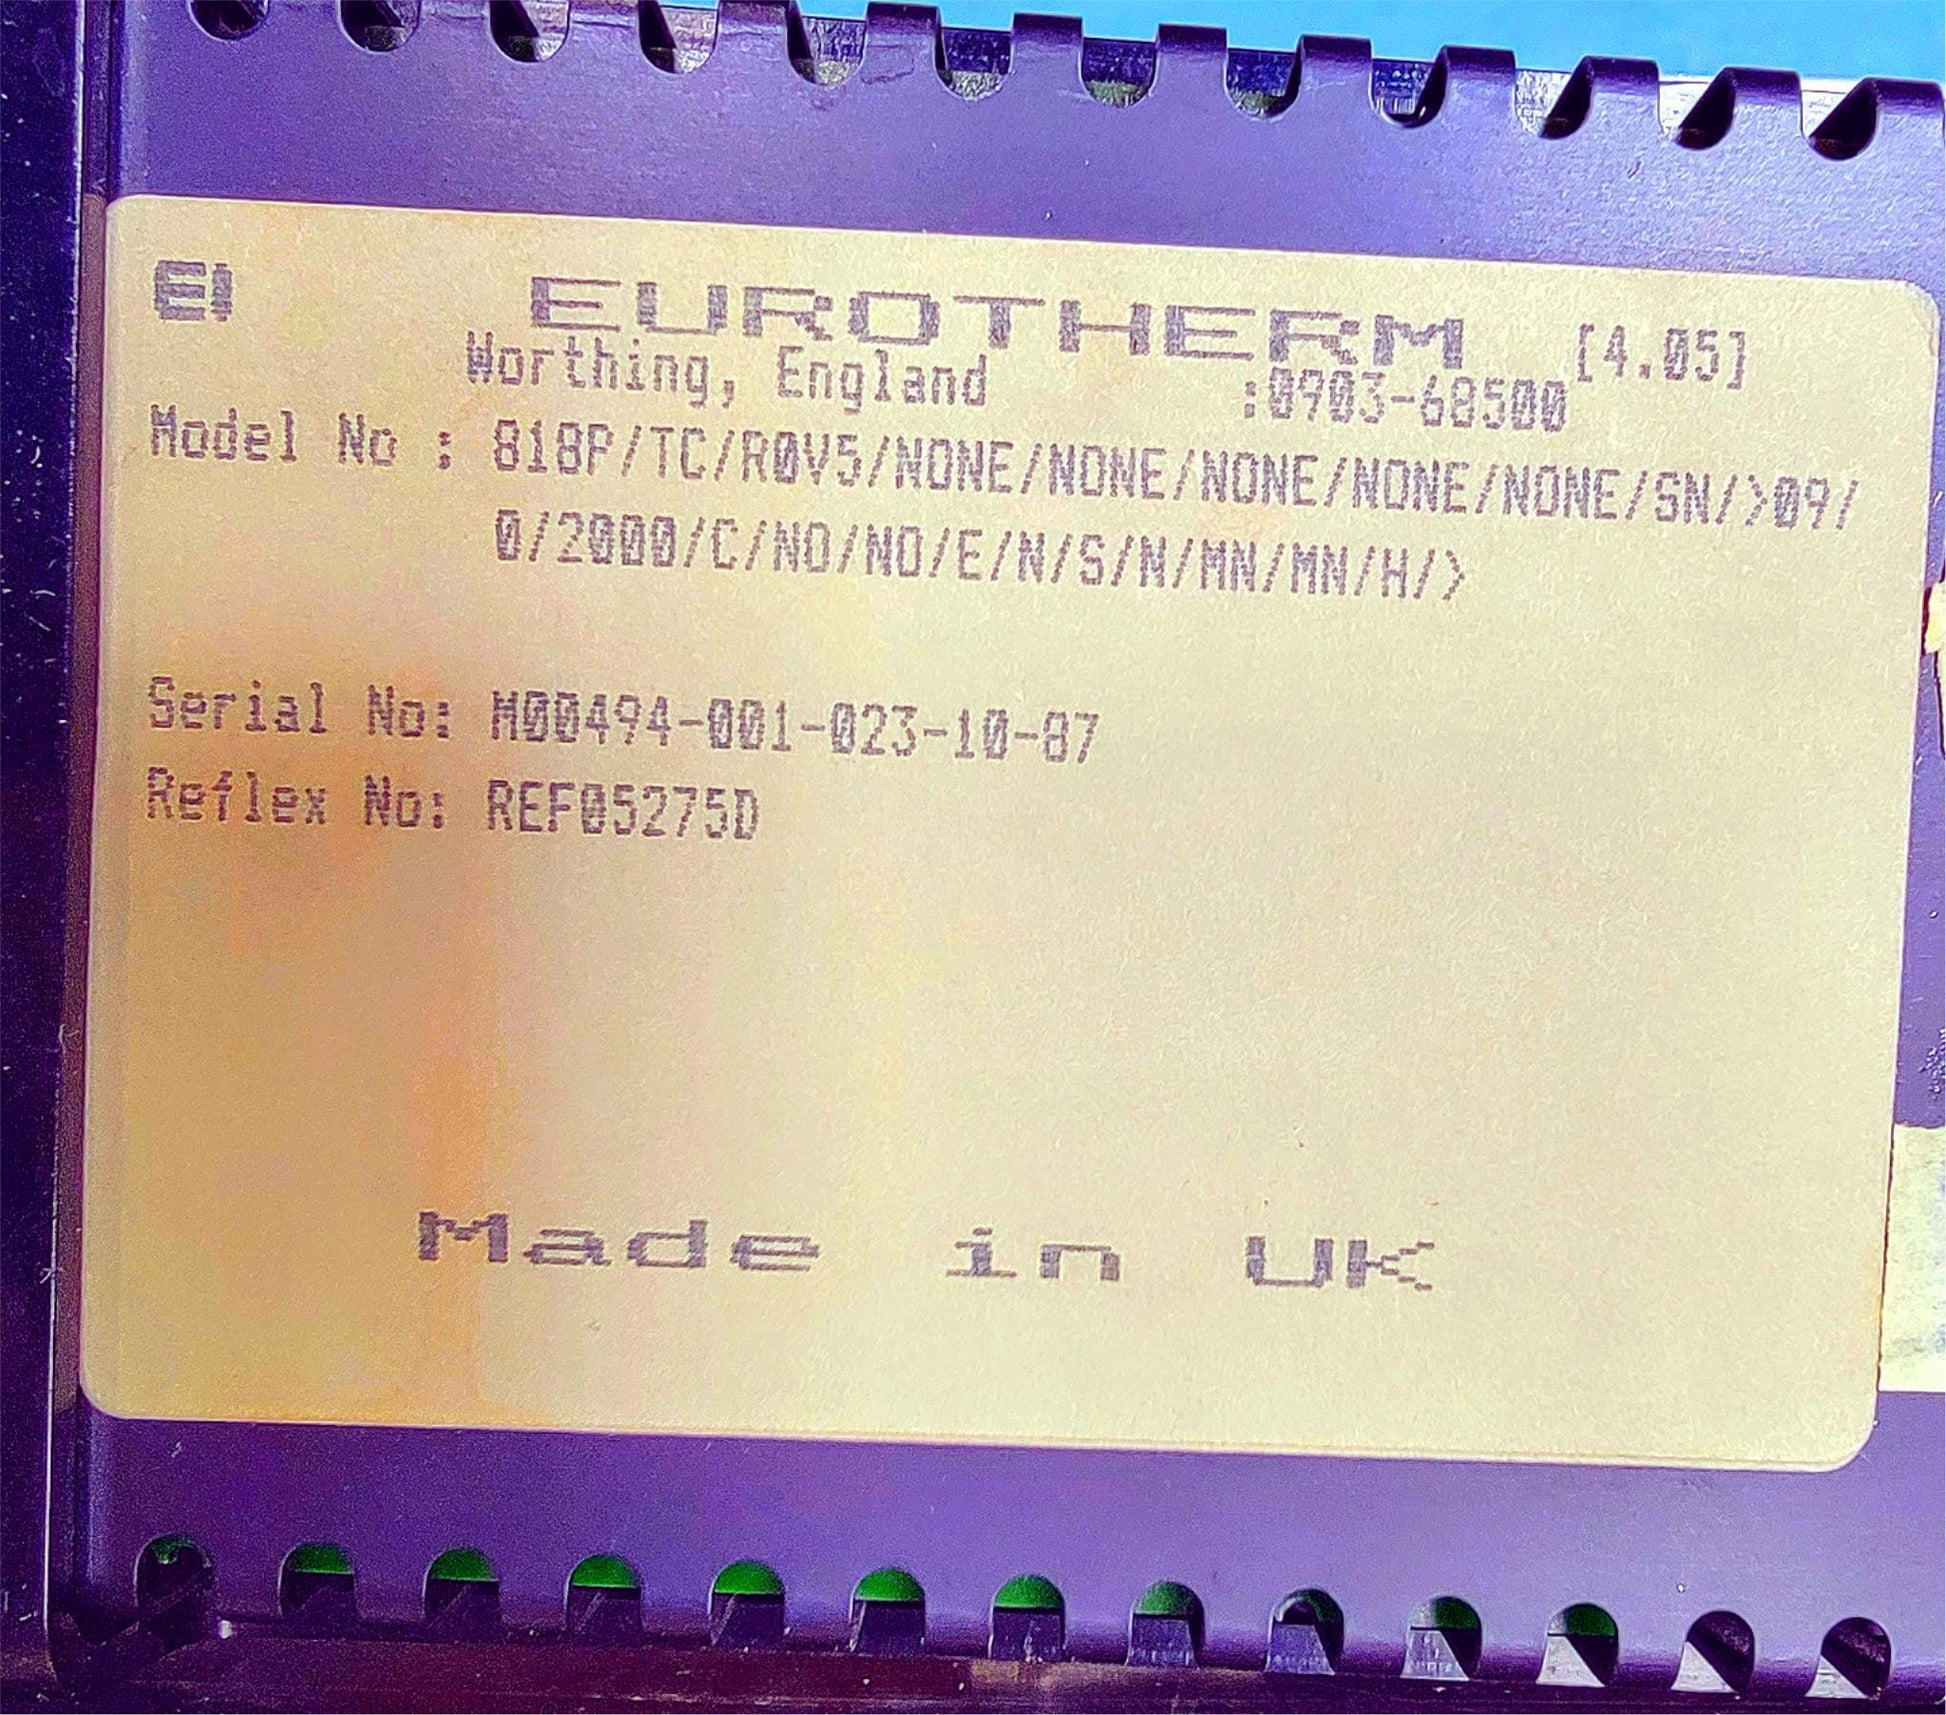 EI EUROTHERM [4.05]
Worthing, England :0903-68500
Model No : 818P/TC/R0V5/NONE/NONE/NONE/NONE/NONE/SN/>09/
0/2000/C/NO/NO/E/N/S/N/MN/MN/H/>
Serial No: M00494-001-023-10-87
Reflex No: REF05275D
Made in UK